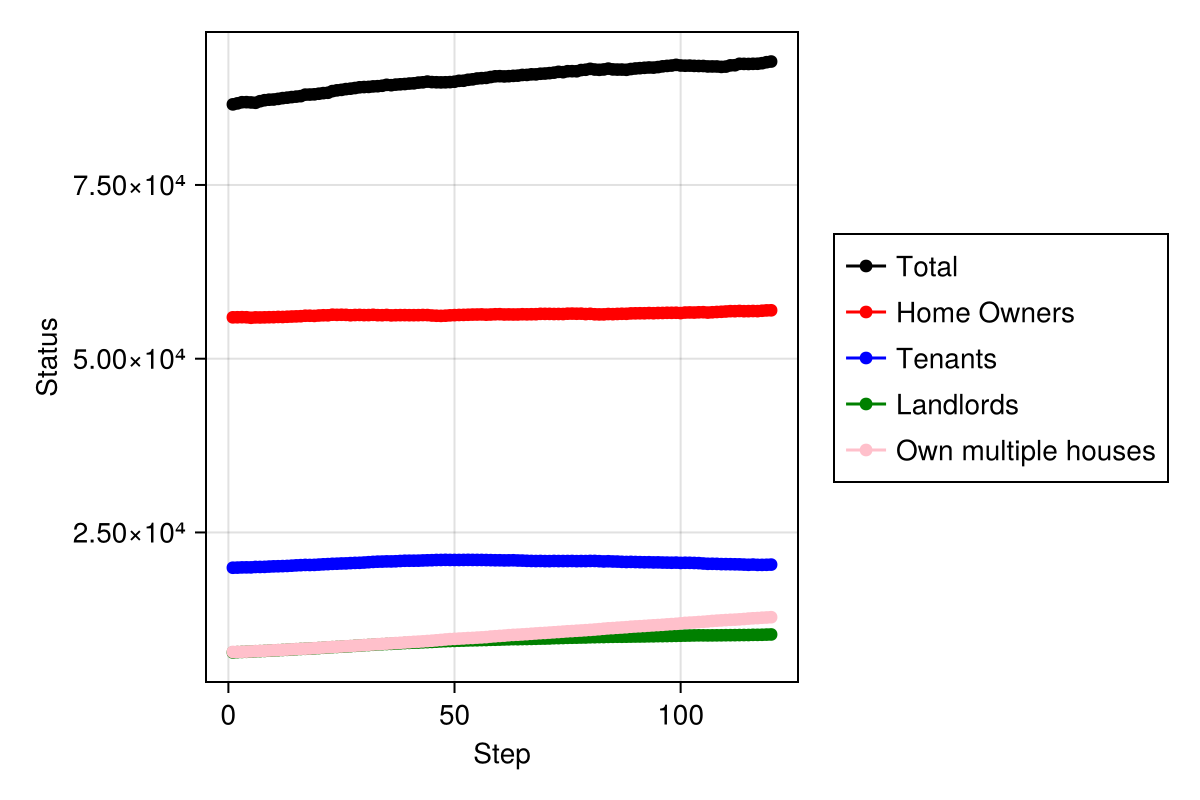 Status
7.50×10⁴
5.00×10⁴
2.50×10⁴
0
50
100
Step
Total
Home Owners
Tenants
Landlords
Own multiple houses